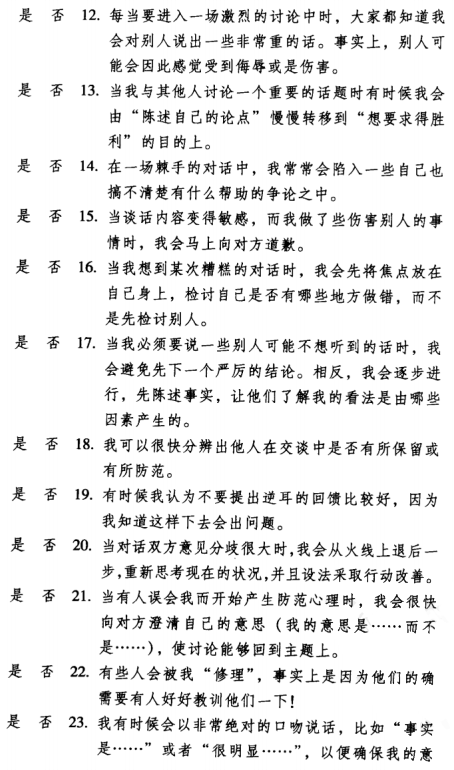 是 否 12. 每当要进入一场激烈的讨论中时，大家都知道我
会对别人说出一些非常重的话。事实上，别人可
能会因此感觉受到侮辱或是伤害。
是 否 13. 当我与其他人讨论一个重要的话题时有时候我会
由“陈述自己的论点”慢慢转移到“想要求得胜
利”的目的上。
是 否 14. 在一场棘手的对话中，我常常会陷入一些自己也
搞不清楚有什么帮助的争论之中。
是 否 15. 当谈话内容变得敏感，而我做了些伤害别人的事
情时，我会马上向对方道歉。
是 否 16. 当我想到某次糟糕的对话时，我会先将焦点放在
自己身上，检讨自己是否有哪些地方做错，而不
是先检讨别人。
是 否 17. 当我必须要说一些别人可能不想听到的话时，我
会避免先下一个严厉的结论。相反，我会逐步进
行，先陈述事实，让他们了解我的看法是由哪些
因素产生的。
是 否 18. 我可以很快分辨出他人在交谈中是否有所保留或
有所防范。
是 否 19. 有时候我认为不要提出逆耳的回馈比较好，因为
我知道这样下去会出问题。
是 否 20. 当对话双方意见分歧很大时,我会从火线上退后一
步,重新思考现在的状况,并且设法采取行动改善。
是 否 21. 当有人误会我而开始产生防范心理时，我会很快
向对方澄清自己的意思（我的意思是……而不
是……），使讨论能够回到主题上。
是 否 22. 有些人会被我“修理”，事实上是因为他们的确
需要有人好好教训他们一下！
是 否 23. 我有时候会以非常绝对的口吻说话，比如“事实
是……”或者“很明显……”，以便确保我的意